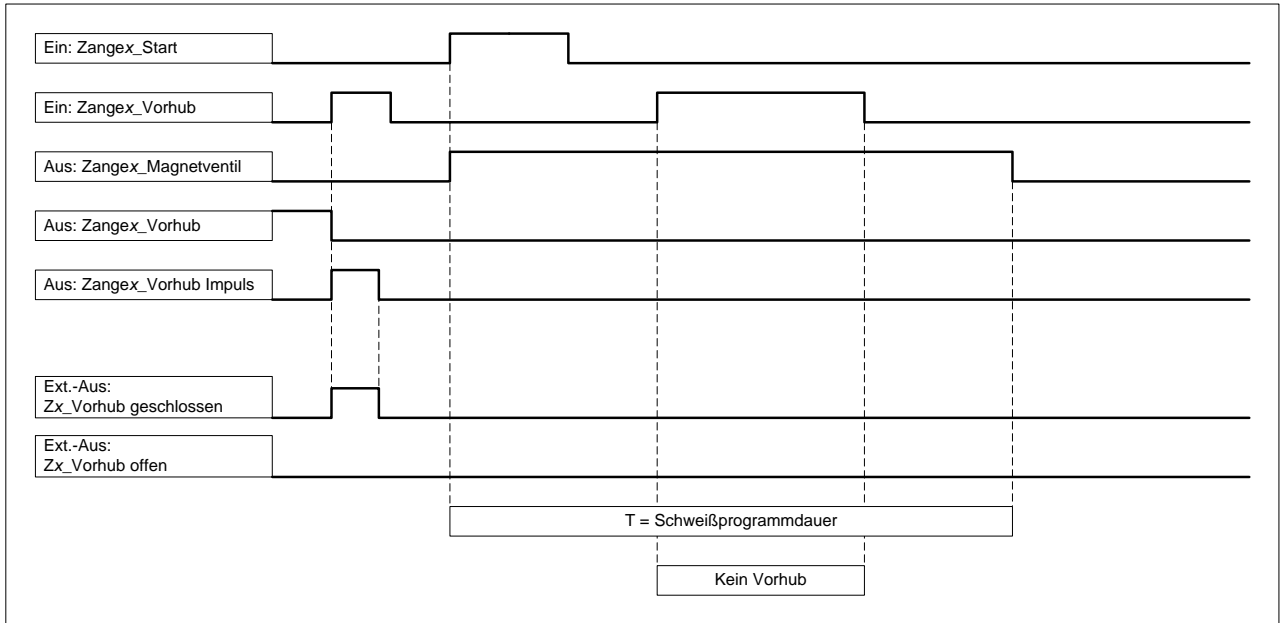 Ein: Zangex_Start
Ein: Zangex_Vorhub
Aus: Zangex_Magnetventil
Aus: Zangex_Vorhub
Aus: Zangex_Vorhub Impuls
Ext.-Aus:
Zx_Vorhub geschlossen
Ext.-Aus:
Zx_Vorhub offen
T = Schweißprogrammdauer
Kein Vorhub